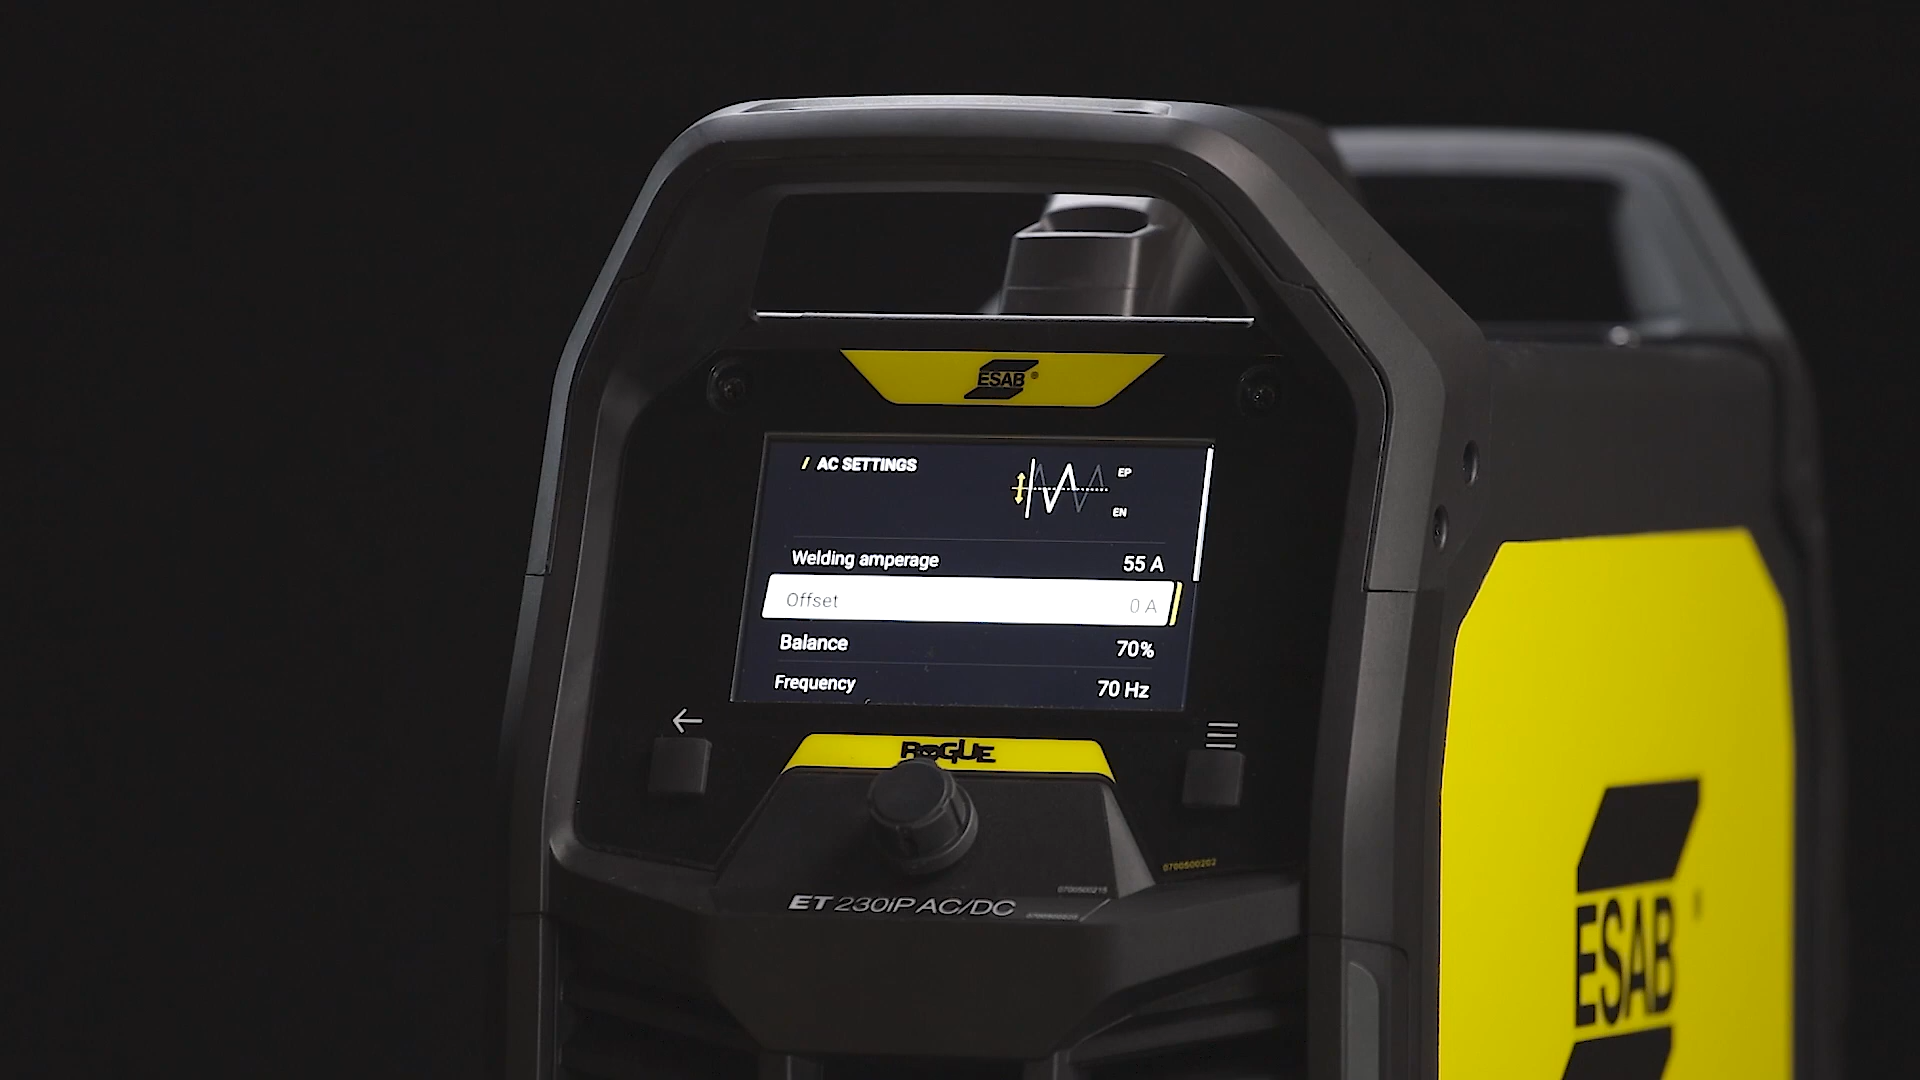 ESAB®
/ AC SETTINGS
EP
EN
Welding amperage 55 A
Offset 0 A
Balance 70%
Frequency 70 Hz
ROGUE
0700500202
ET 230iP AC/DC
ESAB